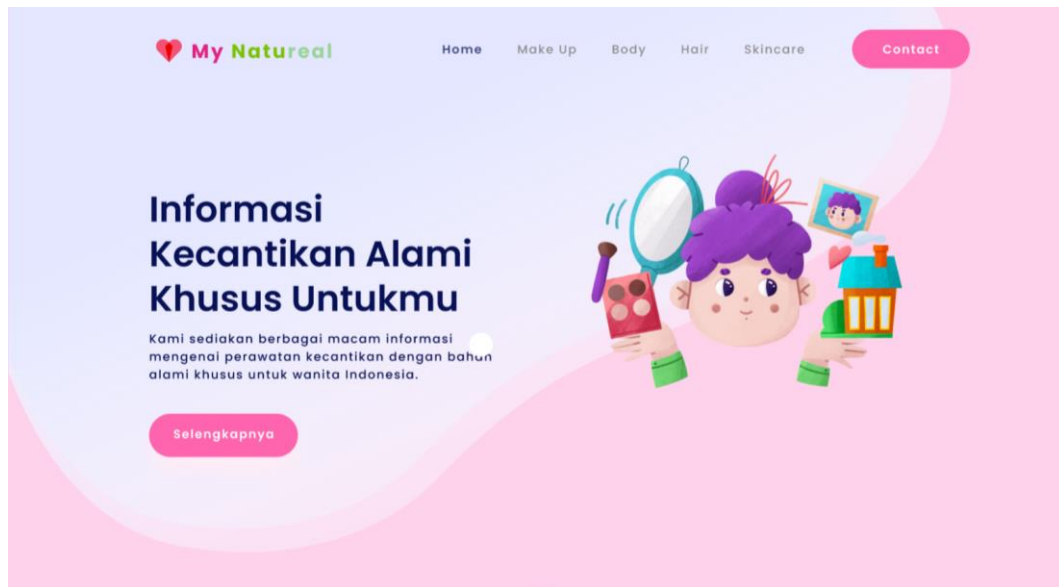 My Natureal
Home Make Up Body Hair Skincare Contact
Informasi
Kecantikan Alami
Khusus Untukmu
Kami sediakan berbagai macam informasi
mengenai perawatan kecantikan dengan bahan
alami khusus untuk wanita Indonesia.
Selengkapnya